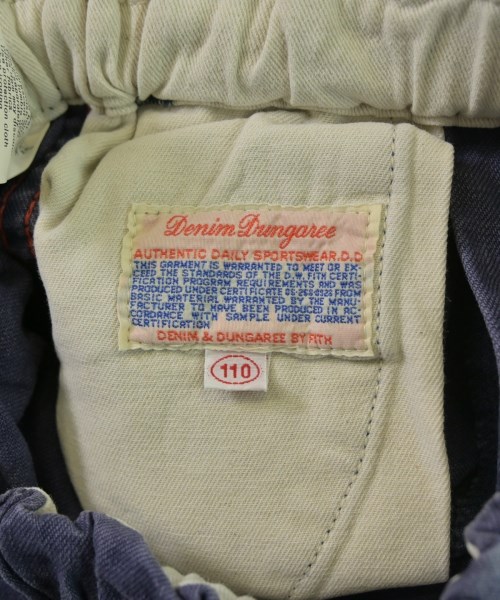 Denim Dungaree
AUTHENTIC DAILY SPORTSWEAR.D.D
THIS GARMENT IS WARRANTED TO MEET OR EX-
CEED THE STANDARDS OF THE D.W. FITH CERTI-
FICATION PROGRAM REQUIREMENTS AND WAS
PRODUCED UNDER CERTIFICATE FROM
BASIC MATERIAL WARRANTED BY THE MANU-
FACTURER TO HAVE BEEN PRODUCED IN AC-
CORDANCE WITH SAMPLE UNDER CURRENT
CERTIFICATION
DENIM & DUNGAREE BY FITH
110